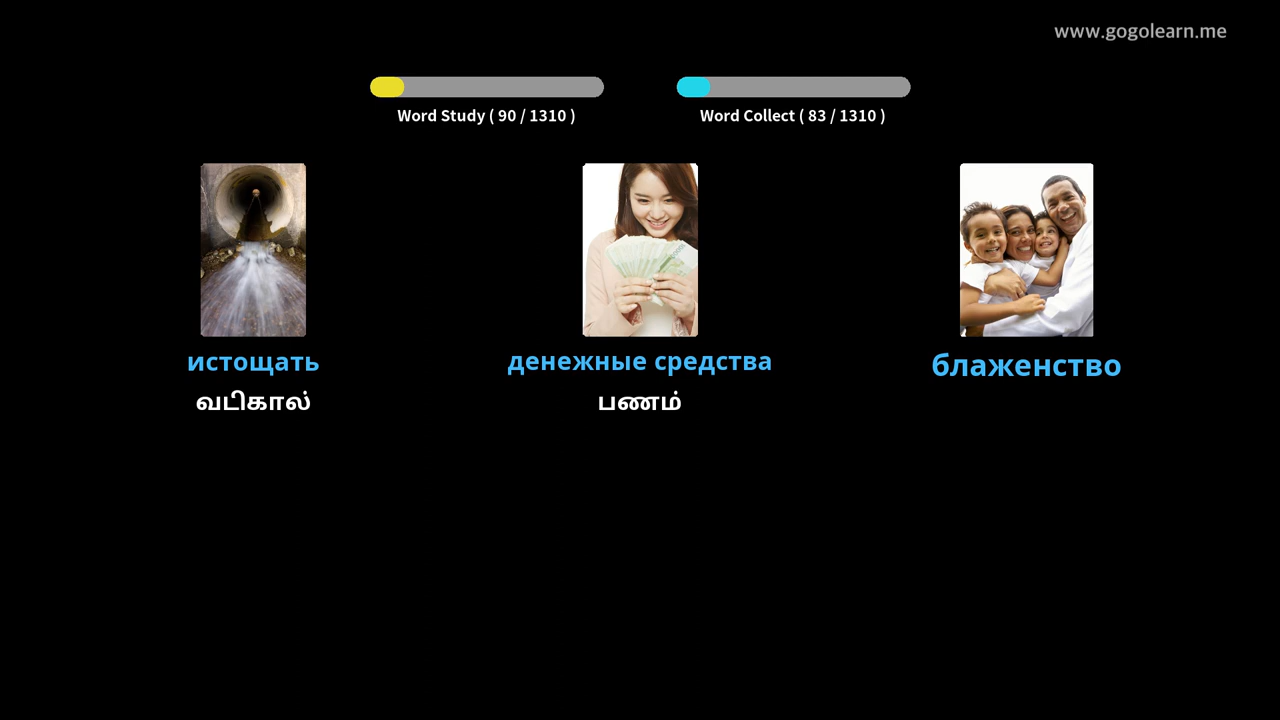 www.gogolearn.me
Word Study ( 90 / 1310 )
Word Collect ( 83 / 1310 )
истощать
வடிகால்
денежные средства
பணம்
блаженство